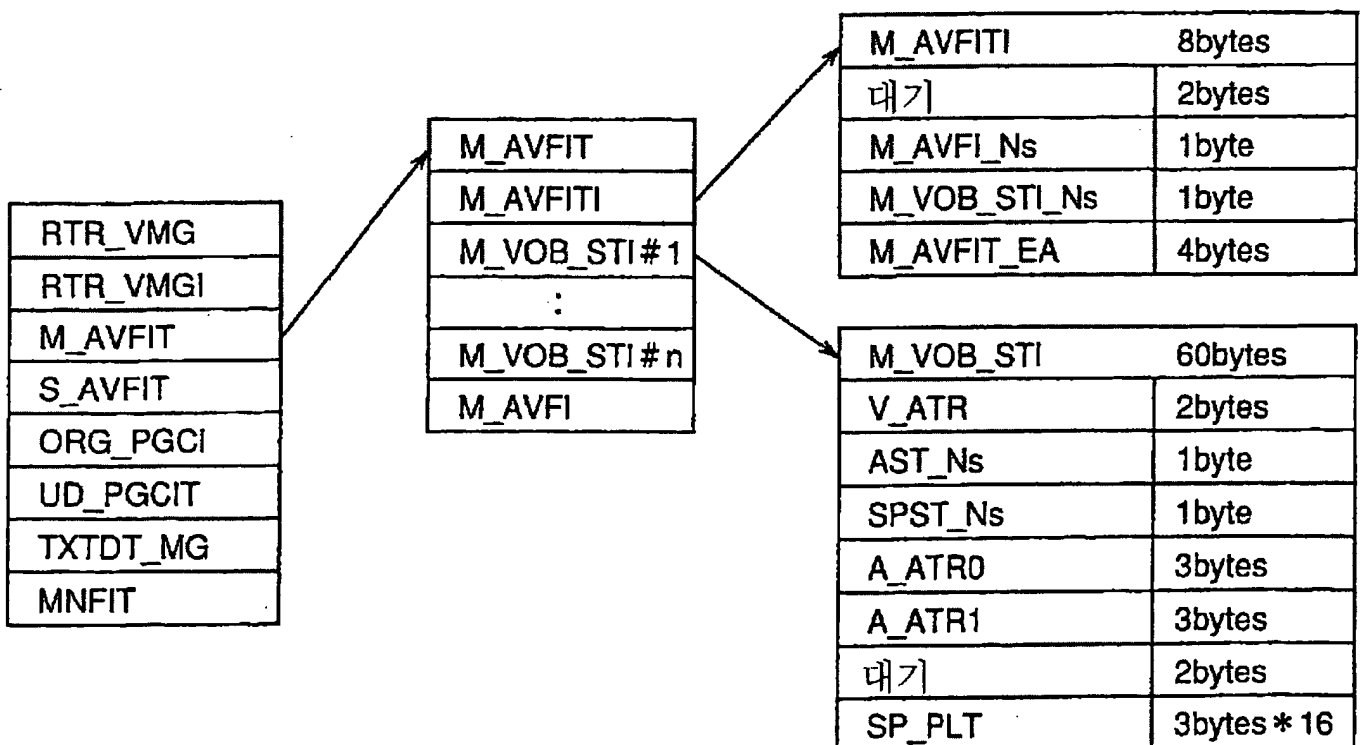 RTR_VMG
RTR_VMGI
M_AVFIT
S_AVFIT
ORG_PGCI
UD_PGCIT
TXTDT_MG
MNFIT
M_AVFIT
M_AVFITI
M_VOB_STI#1
:
M_VOB_STI#n
M_AVFI
M_AVFITI 8bytes
대기 2bytes
M_AVFI_Ns 1byte
M_VOB_STI_Ns 1byte
M_AVFIT_EA 4bytes
M_VOB_STI 60bytes
V_ATR 2bytes
AST_Ns 1byte
SPST_Ns 1byte
A_ATR0 3bytes
A_ATR1 3bytes
대기 2bytes
SP_PLT 3bytes*16